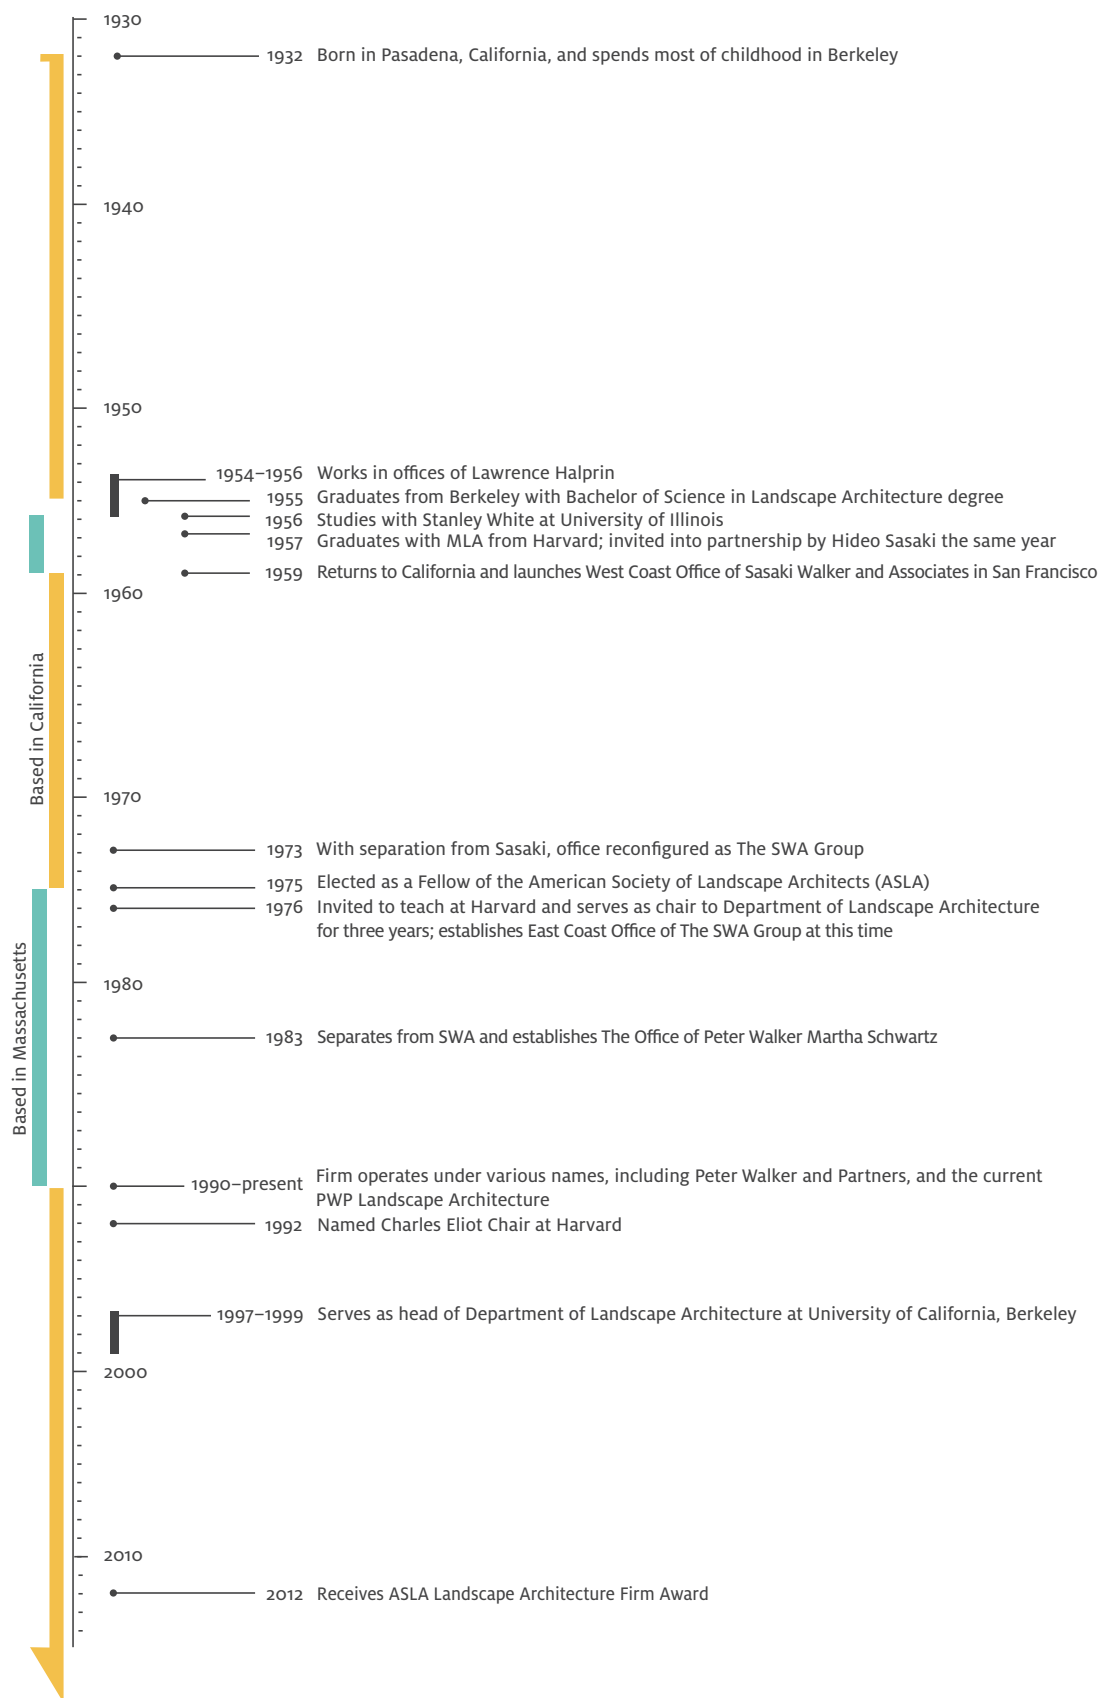 1930
1932 Born in Pasadena, California, and spends most of childhood in Berkeley
1940
1950
1954–1956 Works in offices of Lawrence Halprin
1955 Graduates from Berkeley with Bachelor of Science in Landscape Architecture degree
1956 Studies with Stanley White at University of Illinois
1957 Graduates with MLA from Harvard; invited into partnership by Hideo Sasaki the same year
1959 Returns to California and launches West Coast Office of Sasaki Walker and Associates in San Francisco
1960
Based in California
1970
1973 With separation from Sasaki, office reconfigured as The SWA Group
1975 Elected as a Fellow of the American Society of Landscape Architects (ASLA)
1976 Invited to teach at Harvard and serves as chair to Department of Landscape Architecture
for three years; establishes East Coast Office of The SWA Group at this time
Based in Massachusetts
1980
1983 Separates from SWA and establishes The Office of Peter Walker Martha Schwartz
1990–present Firm operates under various names, including Peter Walker and Partners, and the current
PWP Landscape Architecture
1992 Named Charles Eliot Chair at Harvard
1997–1999 Serves as head of Department of Landscape Architecture at University of California, Berkeley
2000
2010
2012 Receives ASLA Landscape Architecture Firm Award